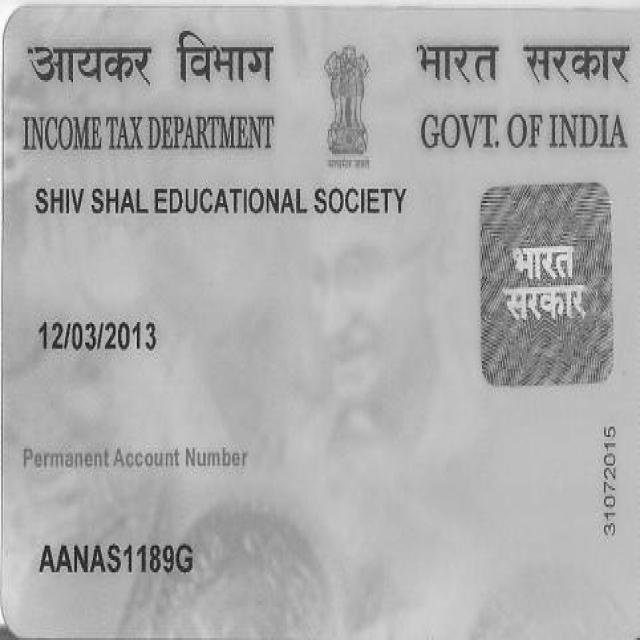 आयकर विभाग भारत सरकार
INCOME TAX DEPARTMENT GOVT. OF INDIA
सत्यमेव जयते
SHIV SHAL EDUCATIONAL SOCIETY
भारत
सरकार
12/03/2013
Permanent Account Number
31072015
AANAS1189G